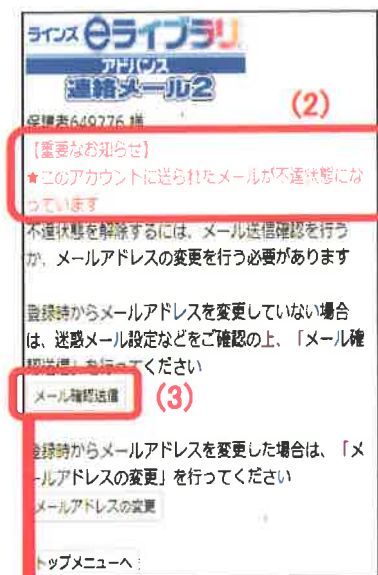 ラインズ eライブラリ
アドバンス
連絡メール2
(2)
保護者649776 様
【重要なお知らせ】
★このアカウントに送られたメールが不達状態にな
っています
不達状態を解除するには、メール送信確認を行う
か、メールアドレスの変更を行う必要があります
登録時からメールアドレスを変更していない場合
は、迷惑メール設定などをご確認の上、「メール確
認送信」を行ってください
メール確認送信
(3)
登録時からメールアドレスを変更した場合は、「メ
ールアドレスの変更」を行ってください
メールアドレスの変更
トップメニューへ